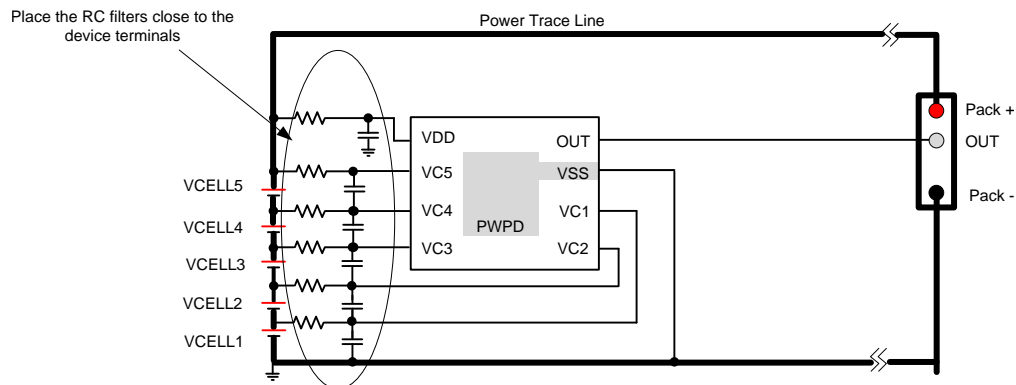 Place the RC filters close to the
device terminals
Power Trace Line
Pack +
VDD
OUT
OUT
VC5
VSS
VCELL5
Pack -
VC4
VC1
VCELL4
PWPD
VC3
VC2
VCELL3
VCELL2
VCELL1